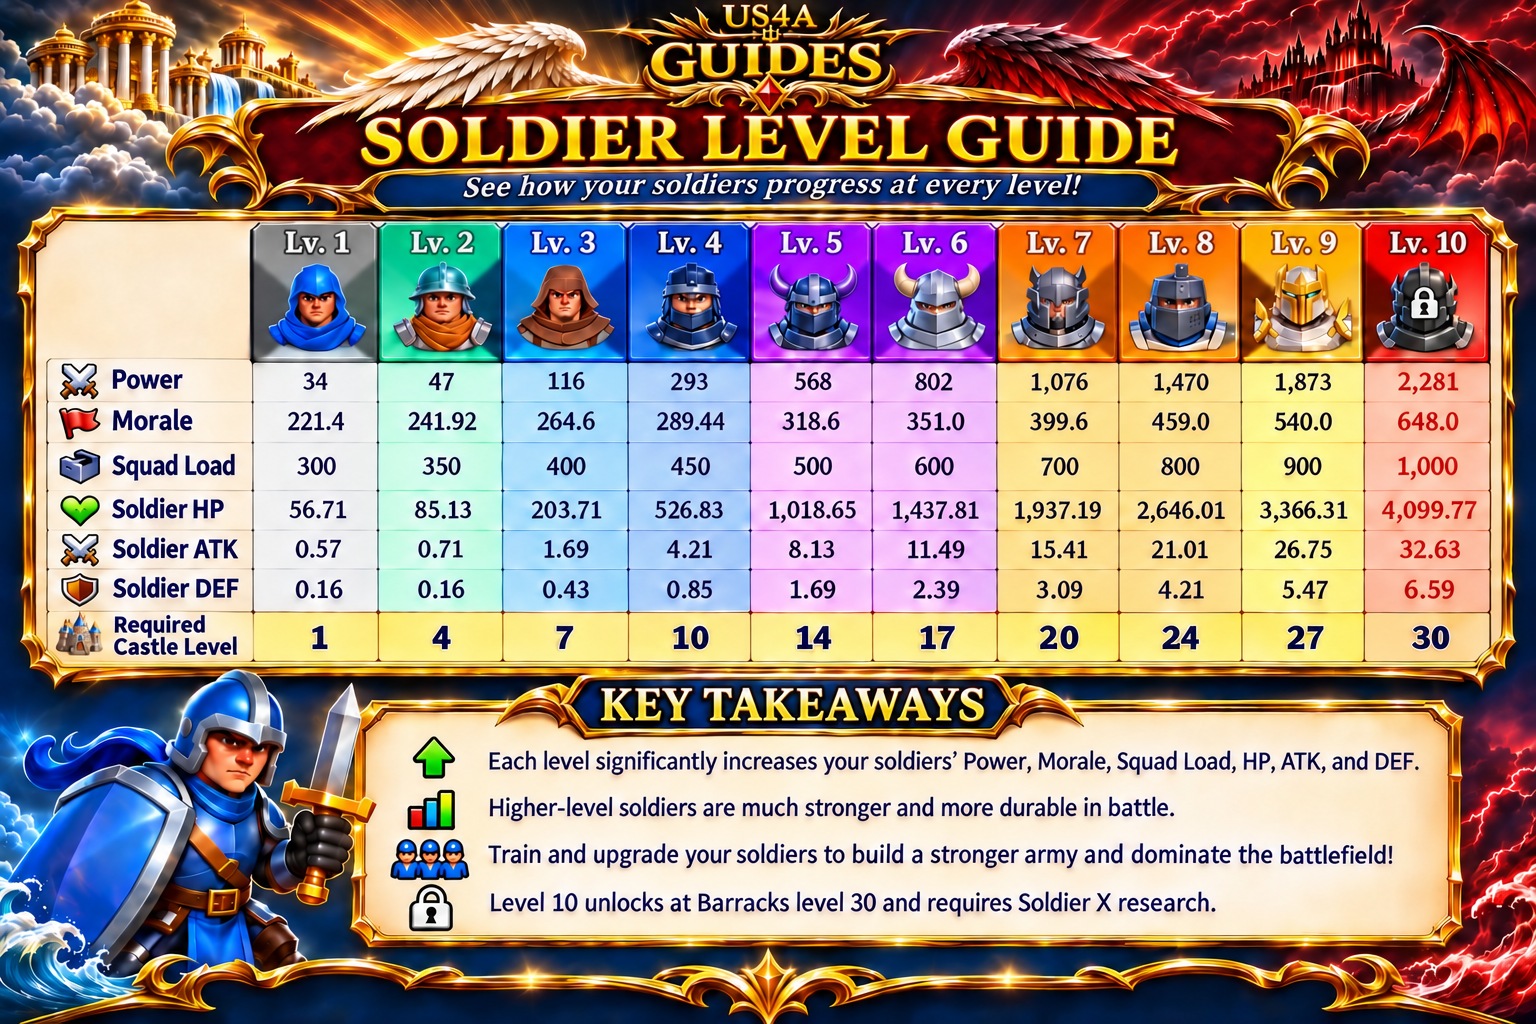 US4A
GUIDES
SOLDIER LEVEL GUIDE
See how your soldiers progress at every level!
Lv. 1 Lv. 2 Lv. 3 Lv. 4 Lv. 5 Lv. 6 Lv. 7 Lv. 8 Lv. 9 Lv. 10
Power 34 47 116 293 568 802 1,076 1,470 1,873 2,281
Morale 221.4 241.92 264.6 289.44 318.6 351.0 399.6 459.0 540.0 648.0
Squad Load 300 350 400 450 500 600 700 800 900 1,000
Soldier HP 56.71 85.13 203.71 526.83 1,018.65 1,437.81 1,937.19 2,646.01 3,366.31 4,099.77
Soldier ATK 0.57 0.71 1.69 4.21 8.13 11.49 15.41 21.01 26.75 32.63
Soldier DEF 0.16 0.16 0.43 0.85 1.69 2.39 3.09 4.21 5.47 6.59
Required
Castle Level 1 4 7 10 14 17 20 24 27 30
KEY TAKEAWAYS
Each level significantly increases your soldiers’ Power, Morale, Squad Load, HP, ATK, and DEF.
Higher-level soldiers are much stronger and more durable in battle.
Train and upgrade your soldiers to build a stronger army and dominate the battlefield!
Level 10 unlocks at Barracks level 30 and requires Soldier X research.